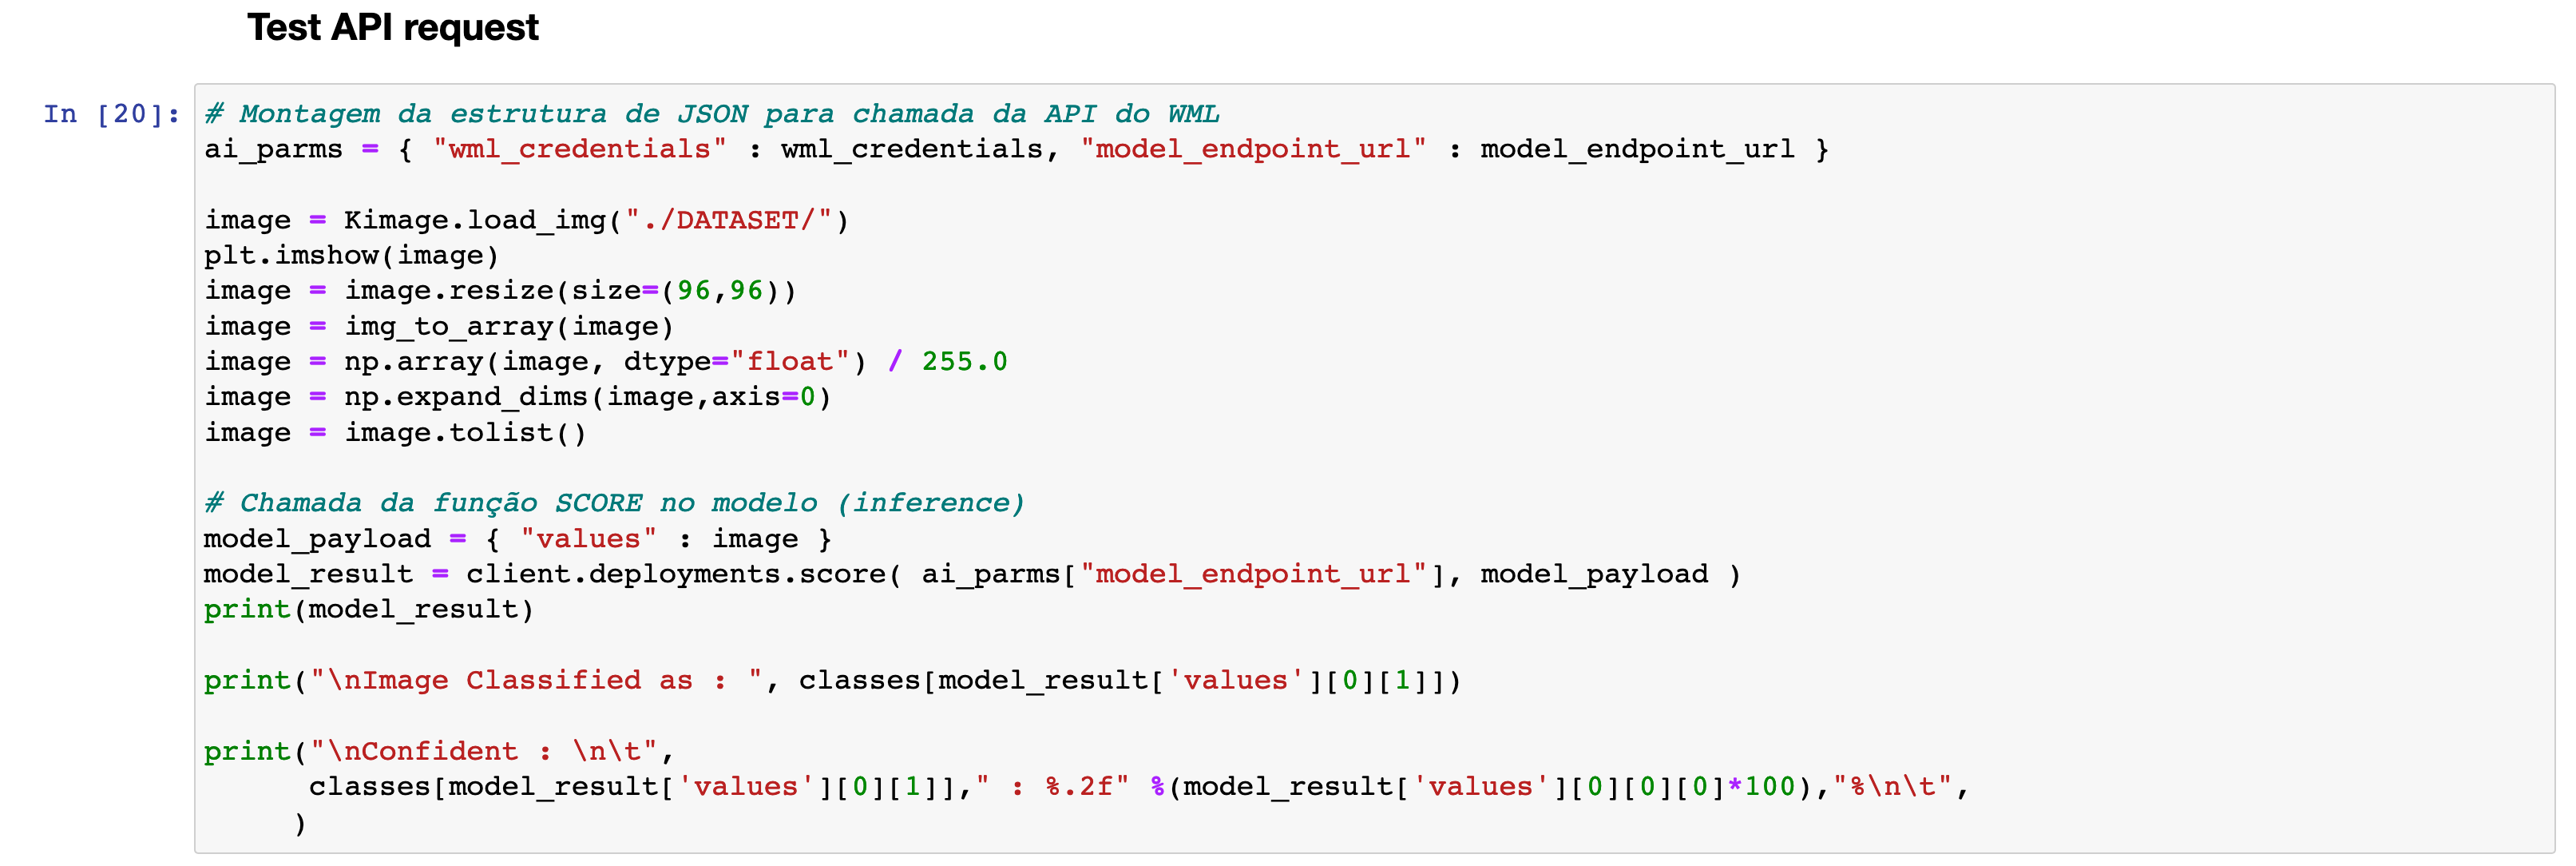 Test API request
In [20]:
# Montagem da estrutura de JSON para chamada da API do WML
ai_parms = { "wml_credentials" : wml_credentials, "model_endpoint_url" : model_endpoint_url }
image = Kimage.load_img("./DATASET/")
plt.imshow(image)
image = image.resize(size=(96,96))
image = img_to_array(image)
image = np.array(image, dtype="float") / 255.0
image = np.expand_dims(image,axis=0)
image = image.tolist()
# Chamada da função SCORE no modelo (inference)
model_payload = { "values" : image }
model_result = client.deployments.score( ai_parms["model_endpoint_url"], model_payload )
print(model_result)
print("\nImage Classified as : ", classes[model_result['values'][0][1]])
print("\nConfident : \n\t",
classes[model_result['values'][0][1]]," : %.2f" %(model_result['values'][0][0][0]*100),"%\n\t",
)